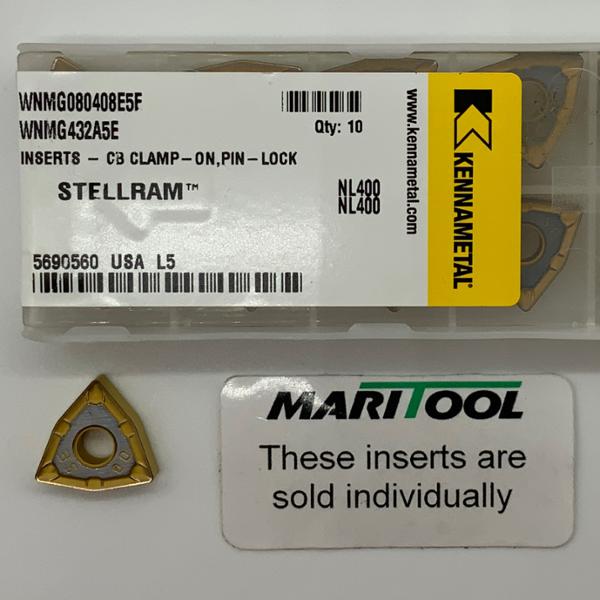 WNMG080408E5F
WNMG432A5E
Qty: 10
INSERTS - CB CLAMP-ON,PIN-LOCK
STELLRAM™
NL400
NL400
5690560 USA L5
www.kennametal.com
KENNAMETAL
MARITOOL
These inserts are
sold individually